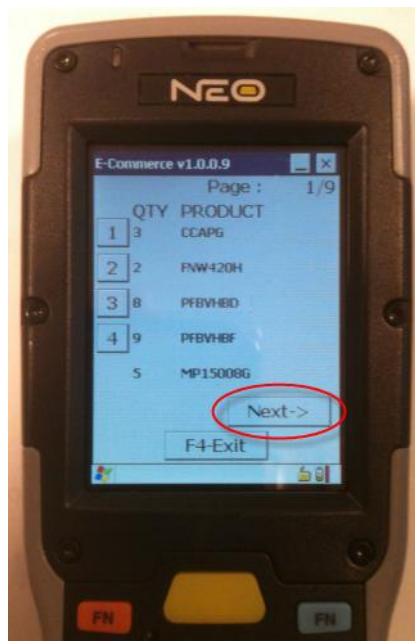 NEO
E-Commerce v1.0.0.9
Page : 1/9
QTY PRODUCT
1 3 CCAPG
2 2 FNW420H
3 8 PFBVHBD
4 9 PFBVHBF
5 MP15008G
Next->
F4-Exit
FN FN